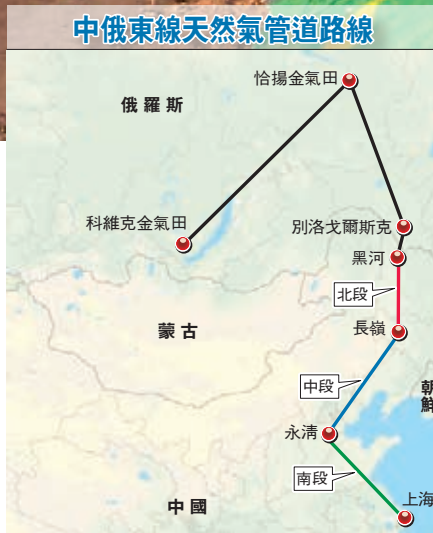 中俄東線天然氣管道路線
恰揚金氣田
俄羅斯
科維克金氣田
別洛戈爾斯克
黑河
北段
長嶺
蒙古
中段
朝鮮
永清
南段
中國
上海